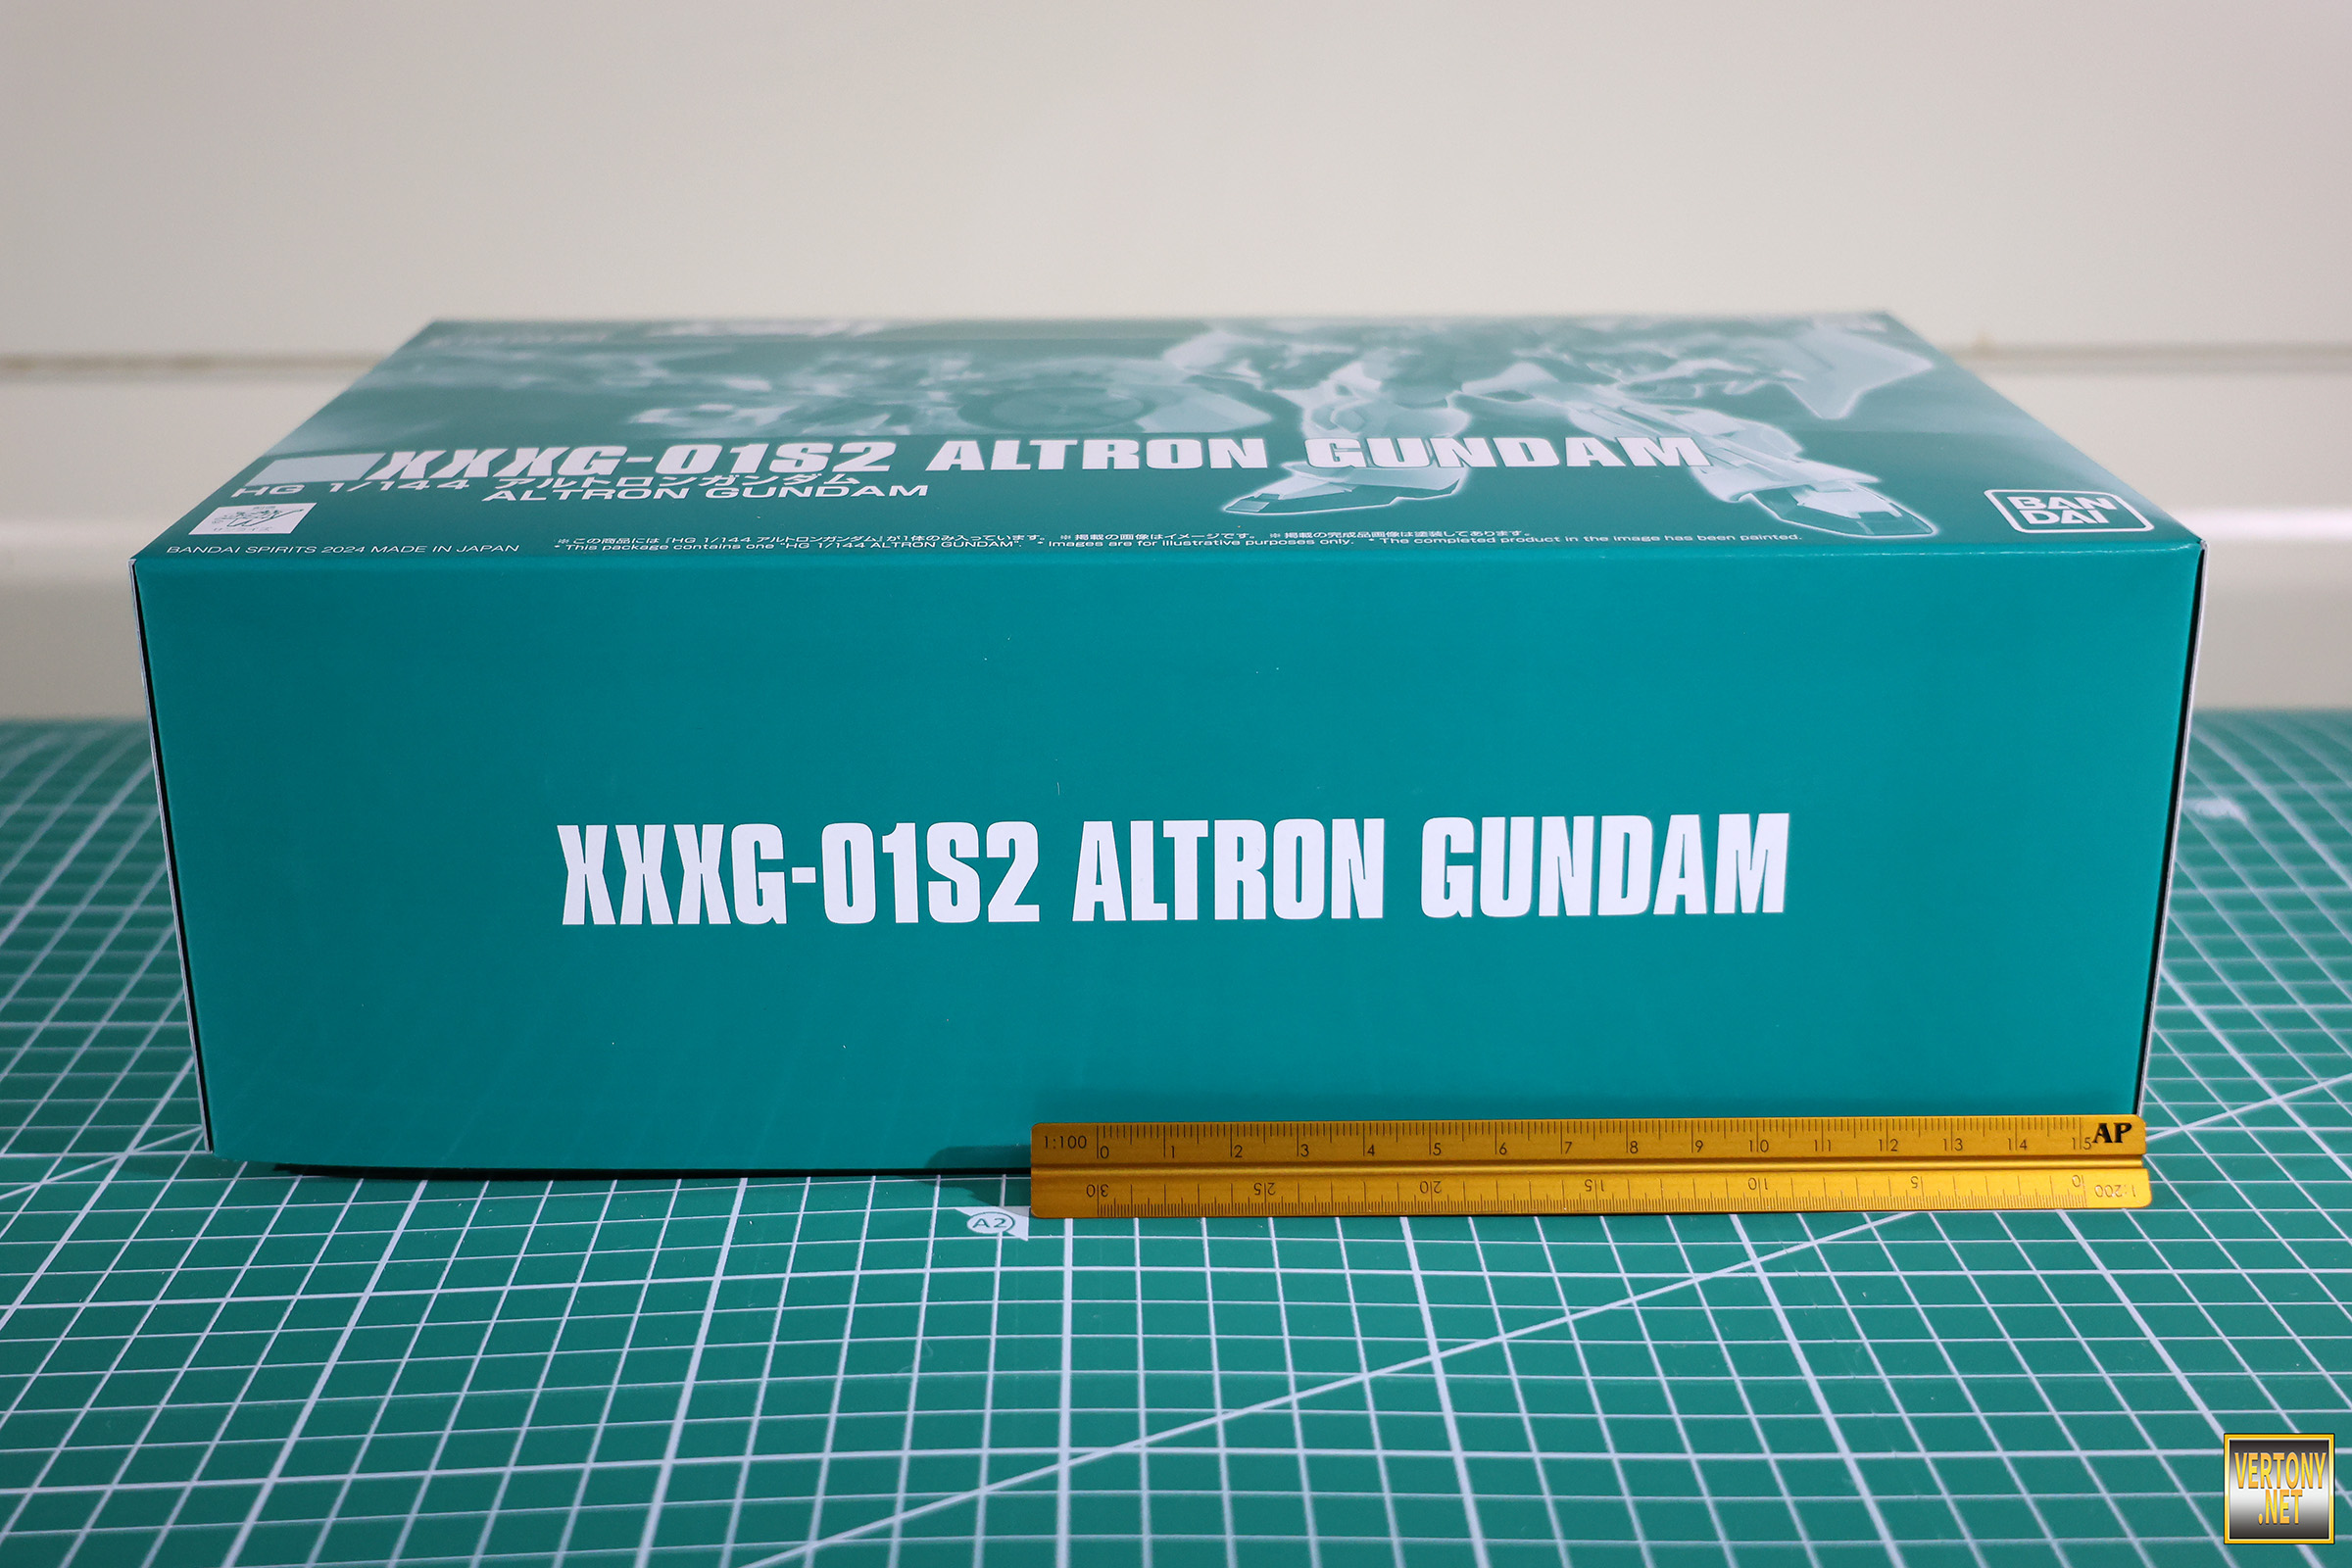 XXXG-01S2 ALTRON GUNDAM
HG 1/144 アルトロンガンダム
ALTRON GUNDAM
サンライズ
BANDAI SPIRITS 2024 MADE IN JAPAN
※この商品には『HG 1/144 アルトロンガンダム』が1体のみ入っています。 ※掲載の画像はイメージです。 ※掲載の完成品画像は塗装してあります。
* This package contains one "HG 1/144 ALTRON GUNDAM". * Images are for illustrative purposes only. * The completed product in the image has been painted.
BAN
DAI
XXXG-01S2 ALTRON GUNDAM
1:100 0 1 2 3 4 5 6 7 8 9 10 11 12 13 14 15 AP
30 25 20 15 10 5 0 1:200
A2
VERTONY
.NET